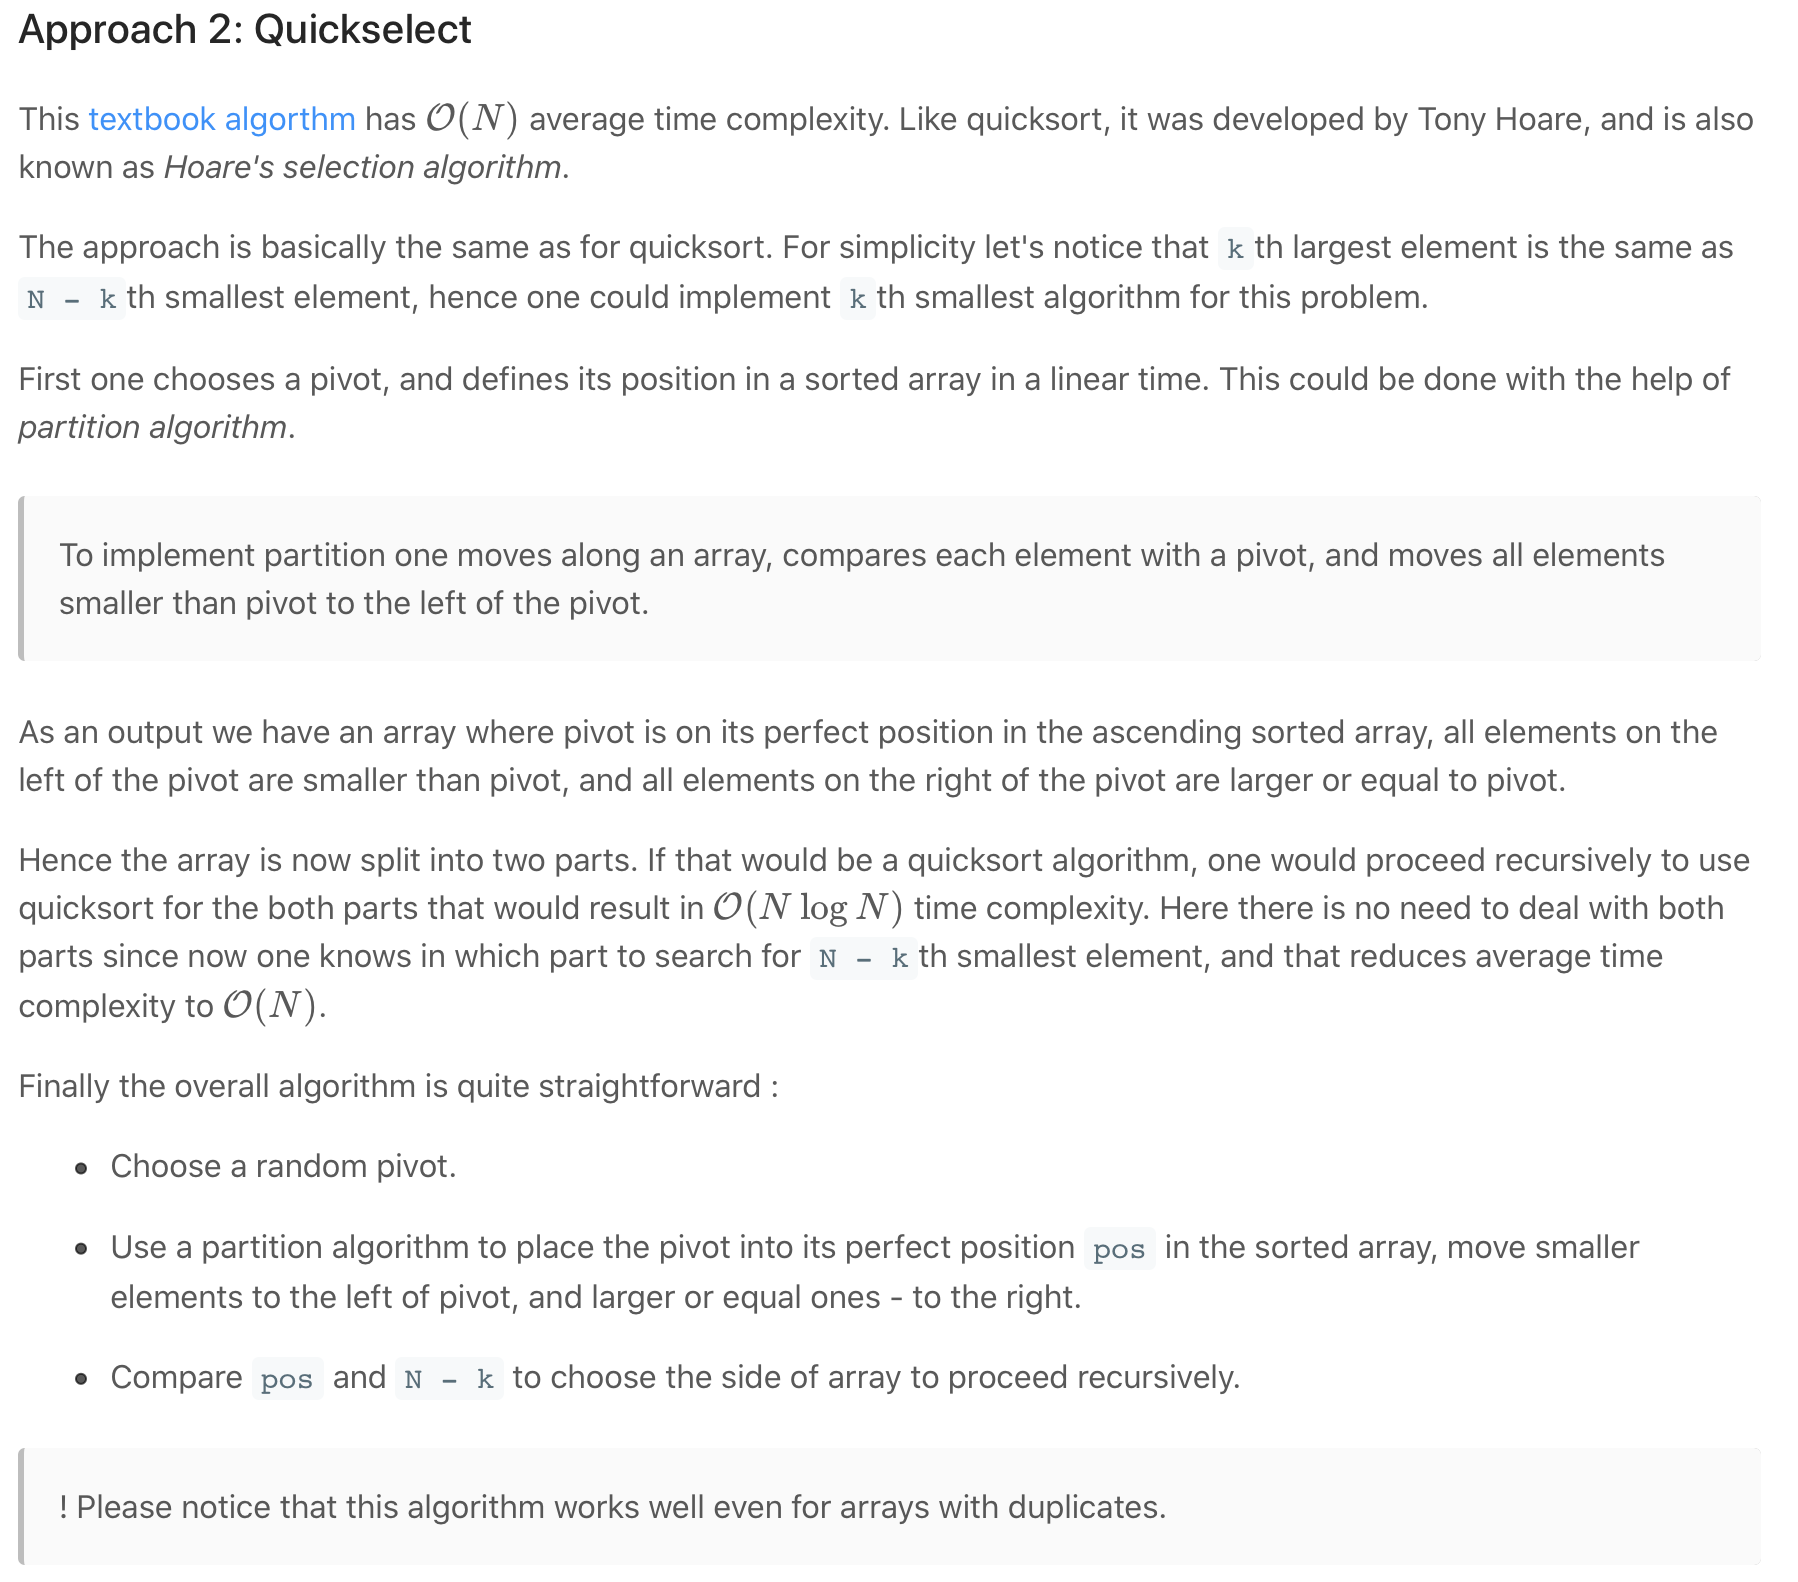 Approach 2: Quickselect
This textbook algorthm has O(N) average time complexity. Like quicksort, it was developed by Tony Hoare, and is also
known as Hoare's selection algorithm.
The approach is basically the same as for quicksort. For simplicity let's notice that k th largest element is the same as
N - k th smallest element, hence one could implement k th smallest algorithm for this problem.
First one chooses a pivot, and defines its position in a sorted array in a linear time. This could be done with the help of
partition algorithm.
To implement partition one moves along an array, compares each element with a pivot, and moves all elements
smaller than pivot to the left of the pivot.
As an output we have an array where pivot is on its perfect position in the ascending sorted array, all elements on the
left of the pivot are smaller than pivot, and all elements on the right of the pivot are larger or equal to pivot.
Hence the array is now split into two parts. If that would be a quicksort algorithm, one would proceed recursively to use
quicksort for the both parts that would result in O(N log N) time complexity. Here there is no need to deal with both
parts since now one knows in which part to search for N - k th smallest element, and that reduces average time
complexity to O(N).
Finally the overall algorithm is quite straightforward :
• Choose a random pivot.
• Use a partition algorithm to place the pivot into its perfect position pos in the sorted array, move smaller
elements to the left of pivot, and larger or equal ones - to the right.
• Compare pos and N - k to choose the side of array to proceed recursively.
! Please notice that this algorithm works well even for arrays with duplicates.